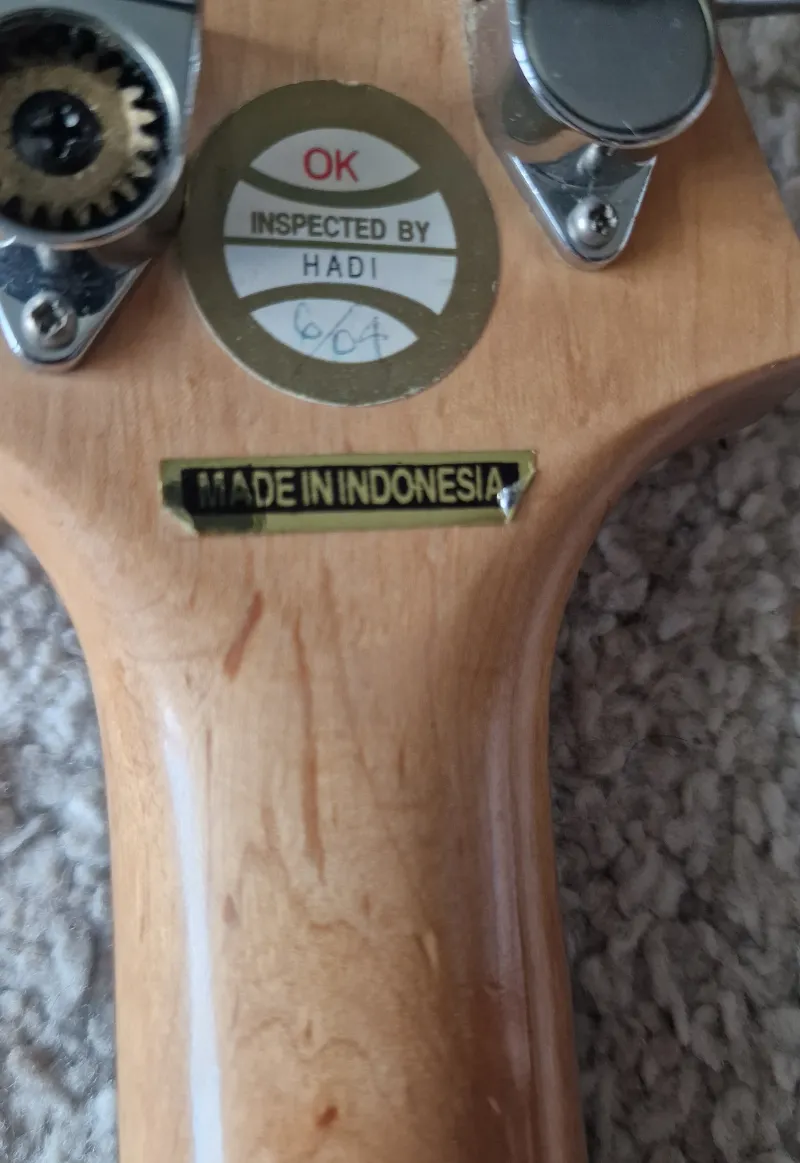 OK
INSPECTED BY
HADI
6/04
MADE IN INDONESIA